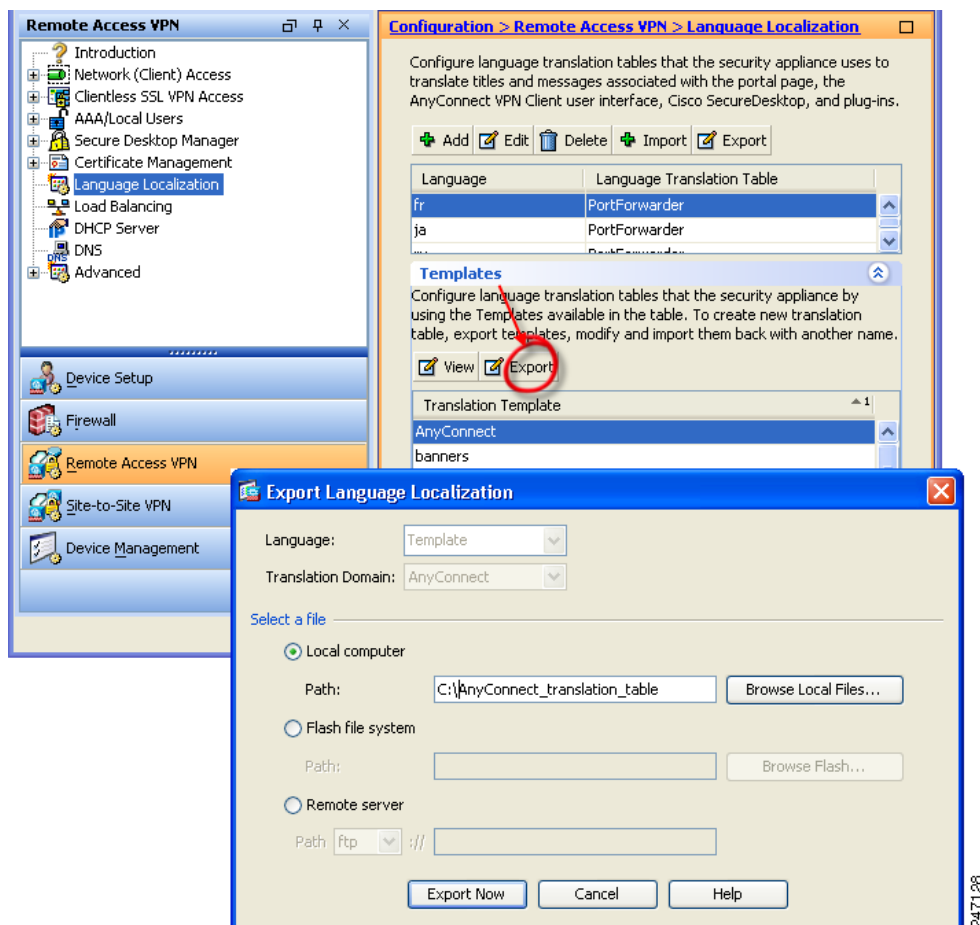 Remote Access VPN
Introduction
Network (Client) Access
Clientless SSL VPN Access
AAA/Local Users
Secure Desktop Manager
Certificate Management
Language Localization
Load Balancing
DHCP Server
DNS
DNS
Advanced
Device Setup
Firewall
Remote Access VPN
Site-to-Site VPN
Device Management
Configuration > Remote Access VPN > Language Localization
Configure language translation tables that the security appliance uses to
translate titles and messages associated with the portal page, the
AnyConnect VPN Client user interface, Cisco SecureDesktop, and plug-ins.
Add Edit Delete Import Export
Language Language Translation Table
fr PortForwarder
ja PortForwarder
Templates
Configure language translation tables that the security appliance by
using the Templates available in the table. To create new translation
table, export templates, modify and import them back with another name.
View Export
Translation Template 1
AnyConnect
banners
Export Language Localization
Language: Template
Translation Domain: AnyConnect
Select a file
Local computer
Path: C:\AnyConnect_translation_table Browse Local Files...
Flash file system
Path: Browse Flash...
Remote server
Path ftp ://
Export Now Cancel Help
247128